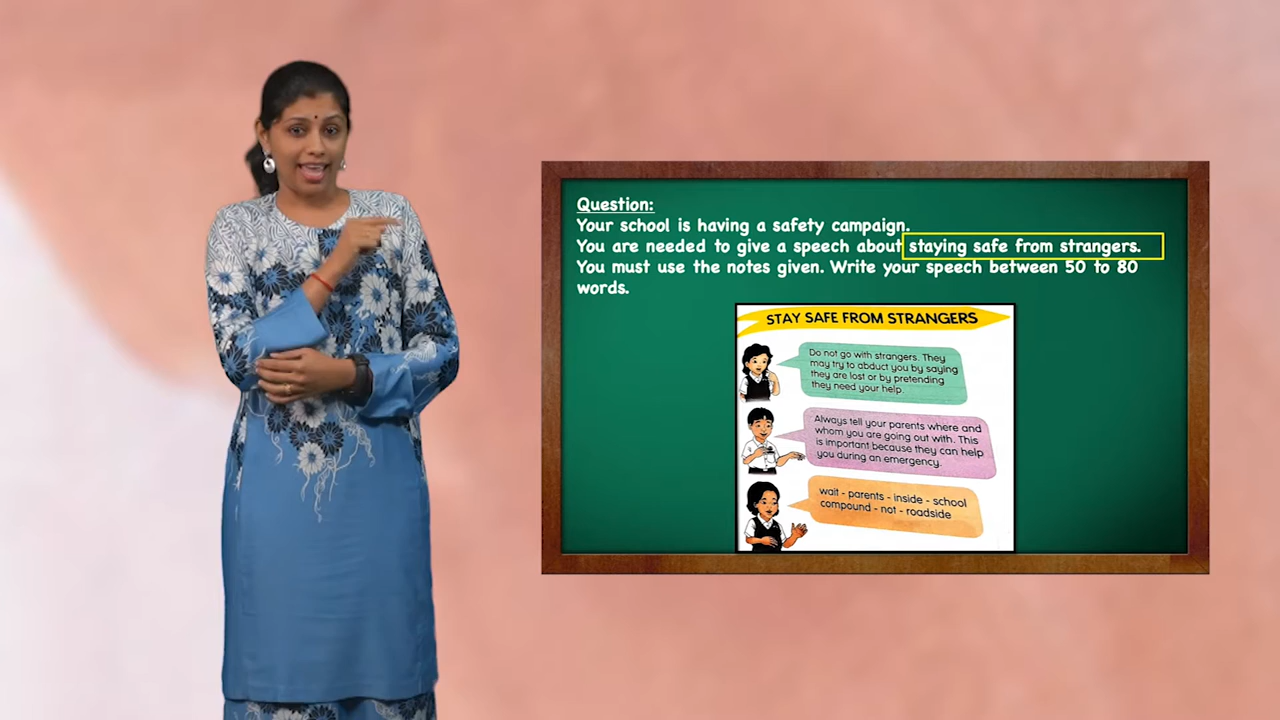 Question:
Your school is having a safety campaign.
You are needed to give a speech about staying safe from strangers.
You must use the notes given. Write your speech between 50 to 80
words.
STAY SAFE FROM STRANGERS
Do not go with strangers. They
may try to abduct you by saying
they are lost or by pretending
they need your help.
Always tell your parents where and
whom you are going out with. This
is important because they can help
you during an emergency.
wait - parents - inside - school
compound - not - roadside